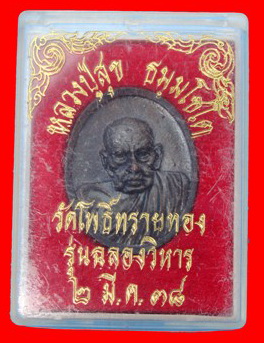 หลวงปู่สุข ธมฺมโชโต
วัดโพธิ์ทรายทอง
รุ่นฉลองวิหาร
๒ มี.ค. ๓๘